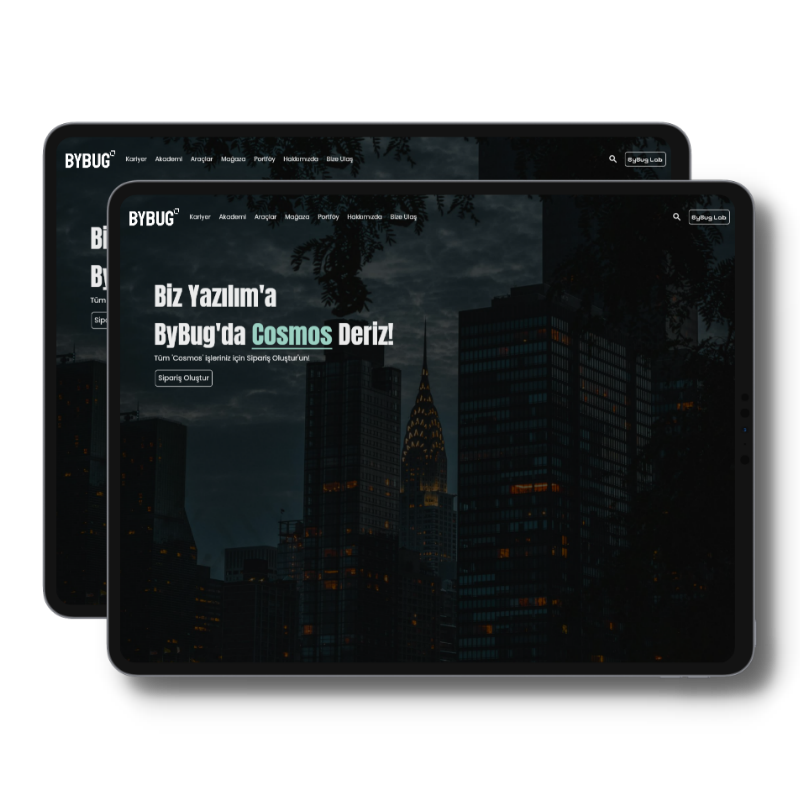 BYBUG
Kariyer Akademi Araçlar Mağaza Portföy Hakkımızda Bize Ulaş
ByBug Lab
Bi
By
Tüm
Sip
BYBUG
Kariyer Akademi Araçlar Mağaza Portföy Hakkımızda Bize Ulaş
ByBug Lab
Biz Yazılım'a
ByBug'da Cosmos Deriz!
Tüm 'Cosmos' işleriniz için Sipariş Oluştur'un!
Sipariş Oluştur